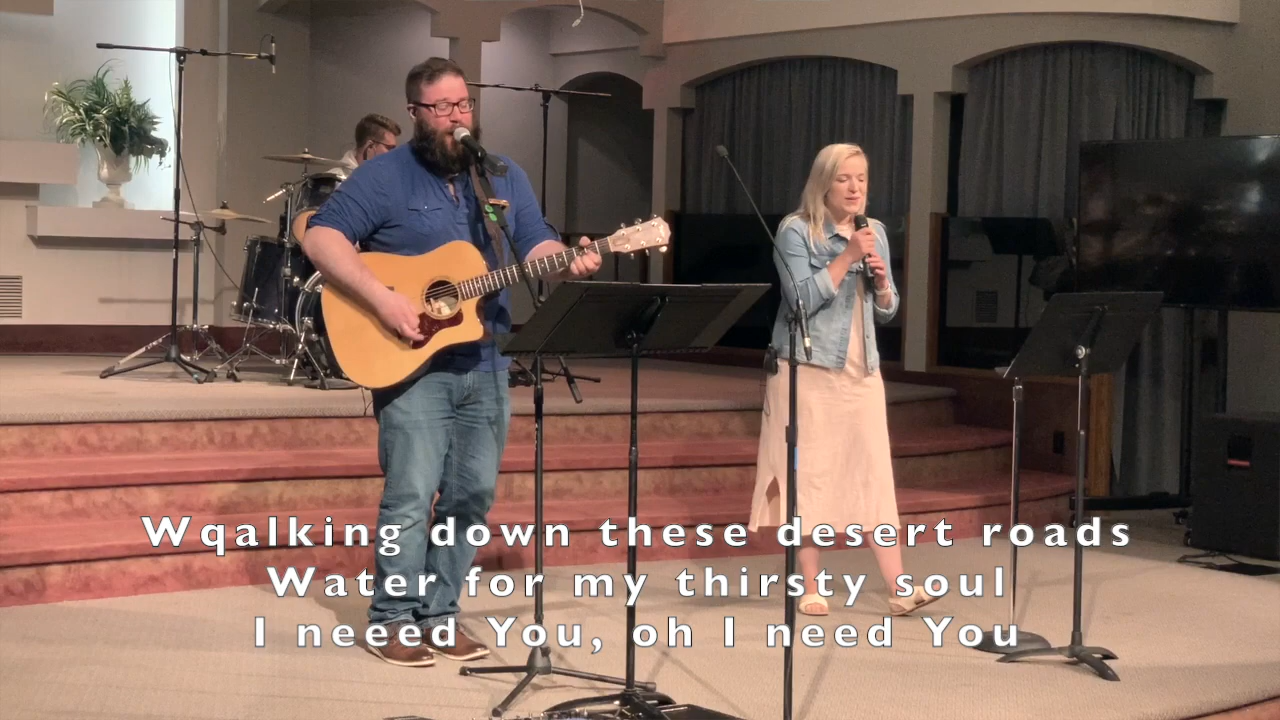 Wqalking down these desert roads
Water for my thirsty soul
I neeed You, oh I need You